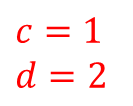 c = 1
d = 2